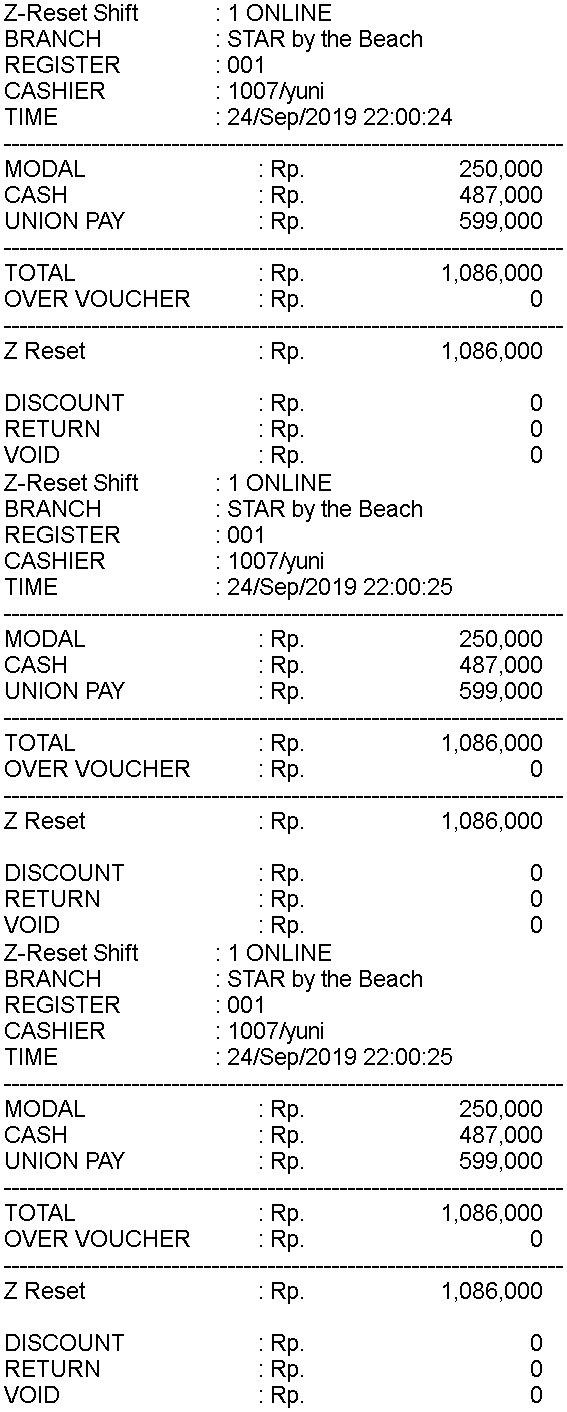 Z-Reset Shift : 1 ONLINE
BRANCH : STAR by the Beach
REGISTER : 001
CASHIER : 1007/yuni
TIME : 24/Sep/2019 22:00:24
--------------------------------------------------------------------------------
MODAL : Rp. 250,000
CASH : Rp. 487,000
UNION PAY : Rp. 599,000
--------------------------------------------------------------------------------
TOTAL : Rp. 1,086,000
OVER VOUCHER : Rp. 0
--------------------------------------------------------------------------------
Z Reset : Rp. 1,086,000
DISCOUNT : Rp. 0
RETURN : Rp. 0
VOID : Rp. 0
Z-Reset Shift : 1 ONLINE
BRANCH : STAR by the Beach
REGISTER : 001
CASHIER : 1007/yuni
TIME : 24/Sep/2019 22:00:25
--------------------------------------------------------------------------------
MODAL : Rp. 250,000
CASH : Rp. 487,000
UNION PAY : Rp. 599,000
--------------------------------------------------------------------------------
TOTAL : Rp. 1,086,000
OVER VOUCHER : Rp. 0
--------------------------------------------------------------------------------
Z Reset : Rp. 1,086,000
DISCOUNT : Rp. 0
RETURN : Rp. 0
VOID : Rp. 0
Z-Reset Shift : 1 ONLINE
BRANCH : STAR by the Beach
REGISTER : 001
CASHIER : 1007/yuni
TIME : 24/Sep/2019 22:00:25
--------------------------------------------------------------------------------
MODAL : Rp. 250,000
CASH : Rp. 487,000
UNION PAY : Rp. 599,000
--------------------------------------------------------------------------------
TOTAL : Rp. 1,086,000
OVER VOUCHER : Rp. 0
--------------------------------------------------------------------------------
Z Reset : Rp. 1,086,000
DISCOUNT : Rp. 0
RETURN : Rp. 0
VOID : Rp. 0